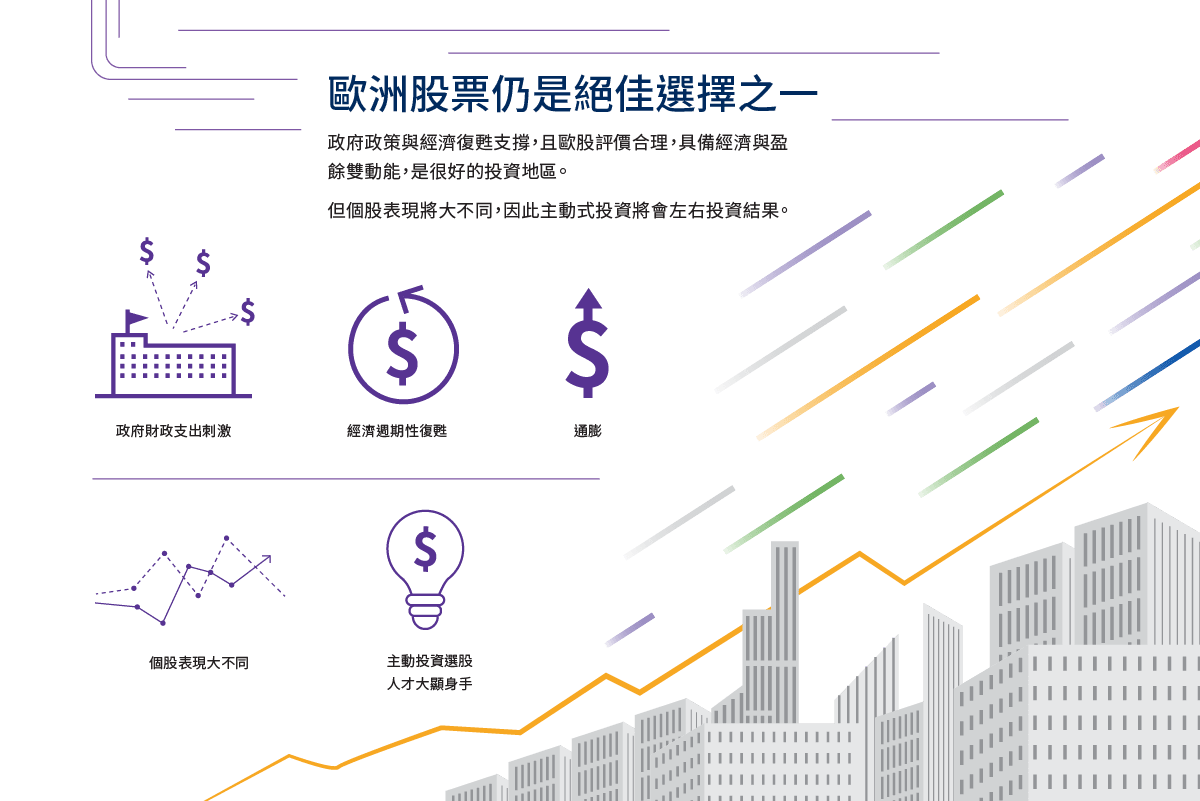 歐洲股票仍是絕佳選擇之一
政府政策與經濟復甦支撐，且歐股評價合理，具備經濟與盈
餘雙動能，是很好的投資地區。
但個股表現將大不同，因此主動式投資將會左右投資結果。
$
$
$
$
$
政府財政支出刺激
經濟週期性復甦
通膨
$
個股表現大不同
主動投資選股
人才大顯身手